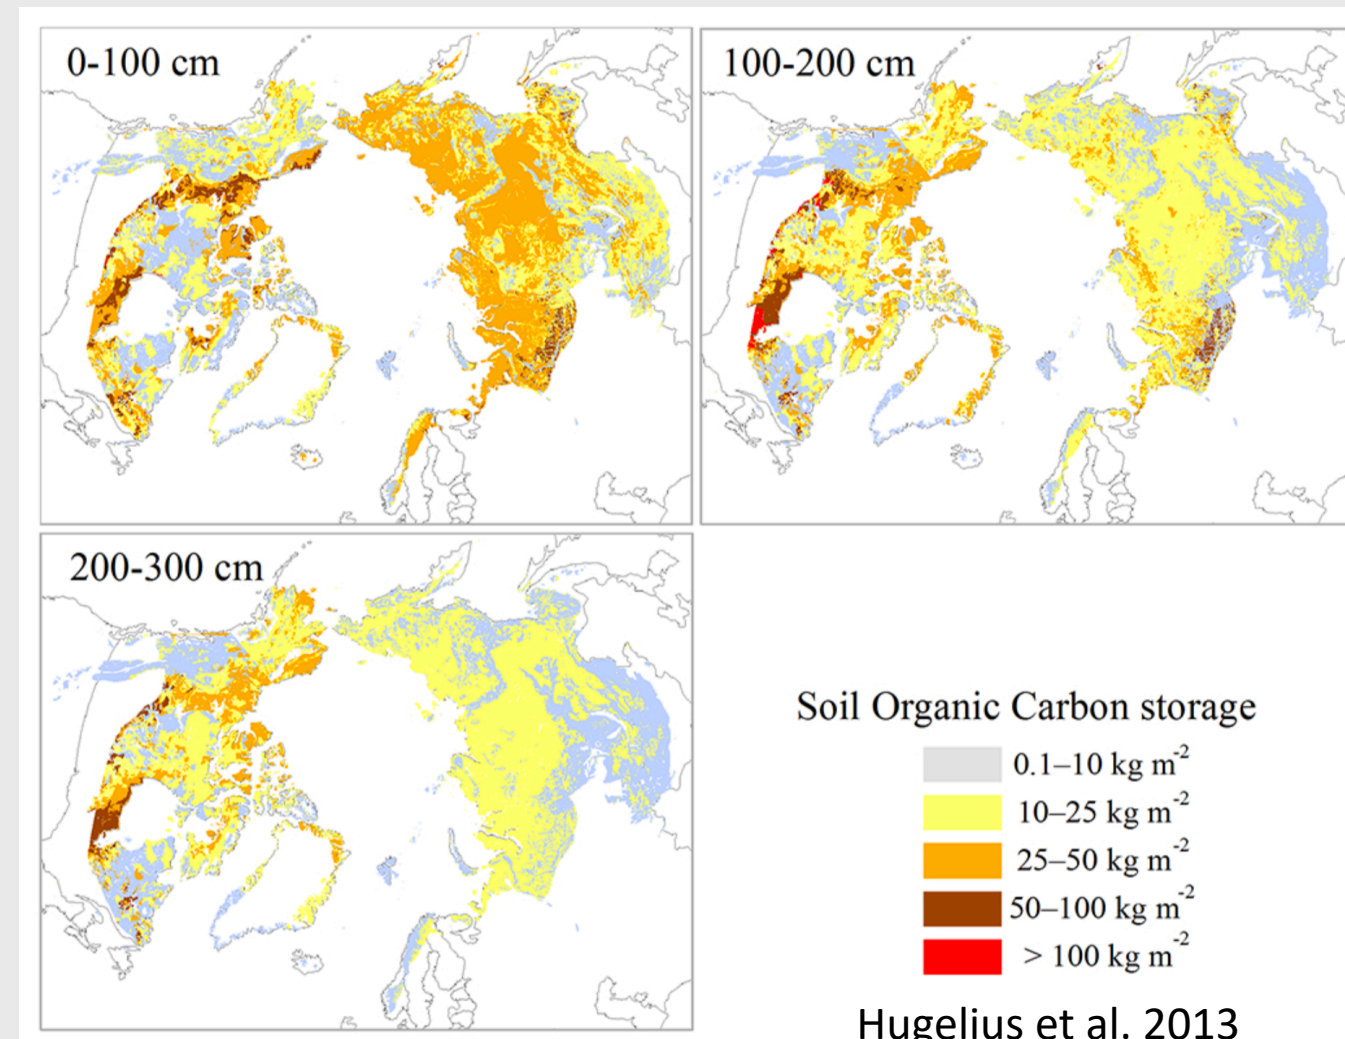 0-100 cm
100-200 cm
200-300 cm
Soil Organic Carbon storage
0.1–10 kg m⁻²
10–25 kg m⁻²
25–50 kg m⁻²
50–100 kg m⁻²
> 100 kg m⁻²
Hugelius et al. 2013